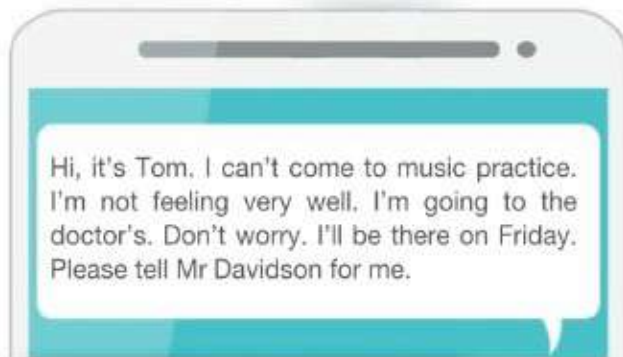 Hi, it's Tom. I can't come to music practice.
I'm not feeling very well. I'm going to the
doctor's. Don't worry. I'll be there on Friday.
Please tell Mr Davidson for me.